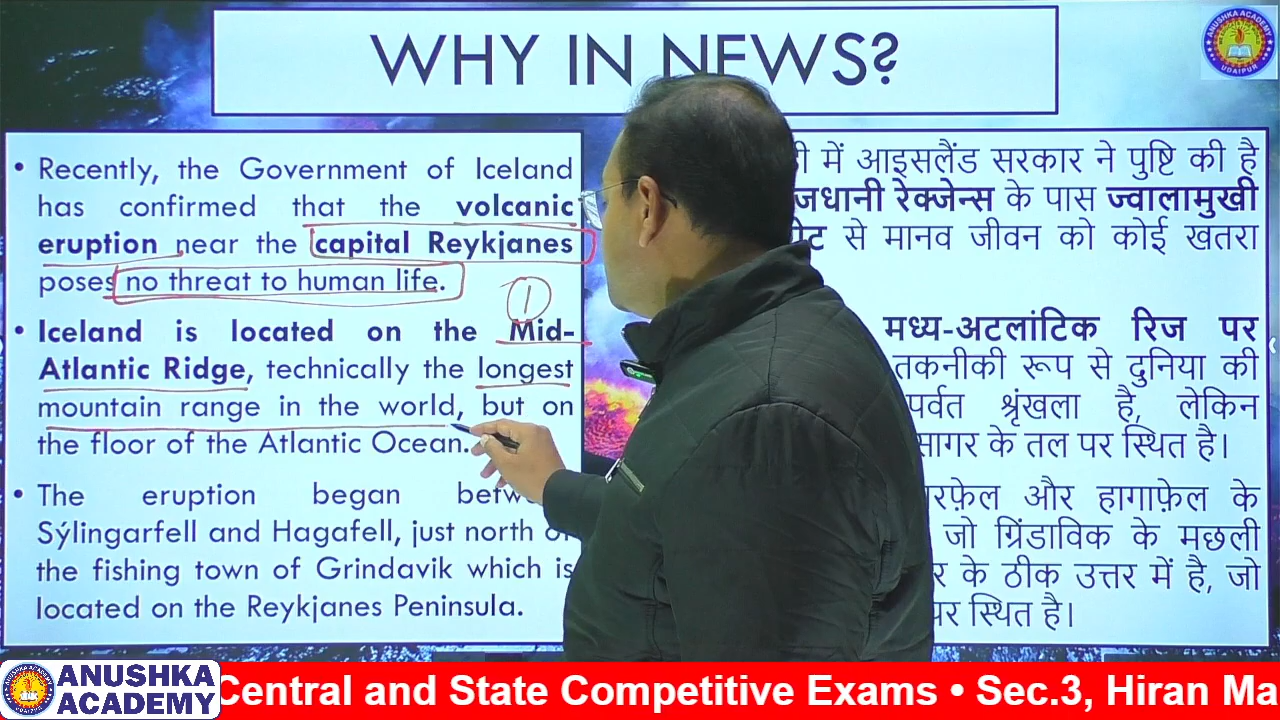 WHY IN NEWS?
ANUSHKA ACADEMY
UDAIPUR
• Recently, the Government of Iceland
has confirmed that the volcanic
eruption near the capital Reykjanes
poses no threat to human life.
1
• Iceland is located on the Mid-
Atlantic Ridge, technically the longest
mountain range in the world, but on
the floor of the Atlantic Ocean.
• The eruption began
Sýlingarfell and Hagafell, just north
the fishing town of Grindavik which is
located on the Reykjanes Peninsula.
में आइसलैंड सरकार ने पुष्टि की है
रेक्जेन्स के पास ज्वालामुखी
से मानव जीवन को कोई खतरा
मध्य-अटलांटिक रिज पर
तकनीकी रूप से दुनिया की
पर्वत श्रृंखला है, लेकिन
के तल पर स्थित है।
और हागाफ़ेल के
जो ग्रिंडाविक के मछली
के ठीक उत्तर में है, जो
पर स्थित है।
ANUSHKA
ACADEMY
Central and State Competitive Exams • Sec.3, Hiran Ma